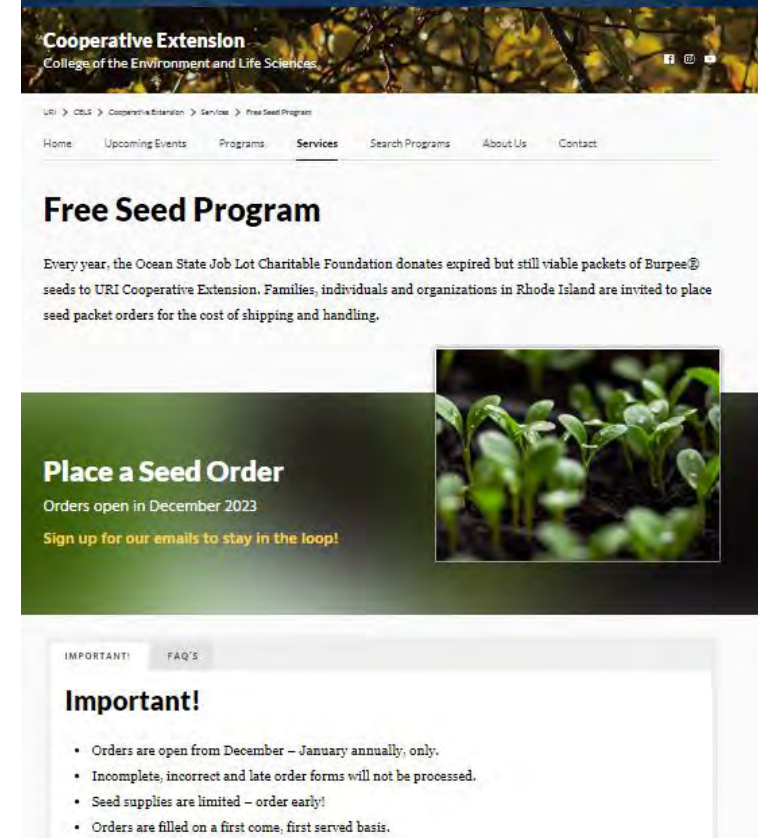 Cooperative Extension
College of the Environment and Life Sciences
URI > CELS > Cooperative Extension > Services > Free Seed Program
Home Upcoming Events Programs Services Search Programs About Us Contact
Free Seed Program
Every year, the Ocean State Job Lot Charitable Foundation donates expired but still viable packets of Burpee®
seeds to URI Cooperative Extension. Families, individuals and organizations in Rhode Island are invited to place
seed packet orders for the cost of shipping and handling.
Place a Seed Order
Orders open in December 2023
Sign up for our emails to stay in the loop!
IMPORTANT! FAQ'S
Important!
• Orders are open from December – January annually, only.
• Incomplete, incorrect and late order forms will not be processed.
• Seed supplies are limited – order early!
• Orders are filled on a first come, first served basis.